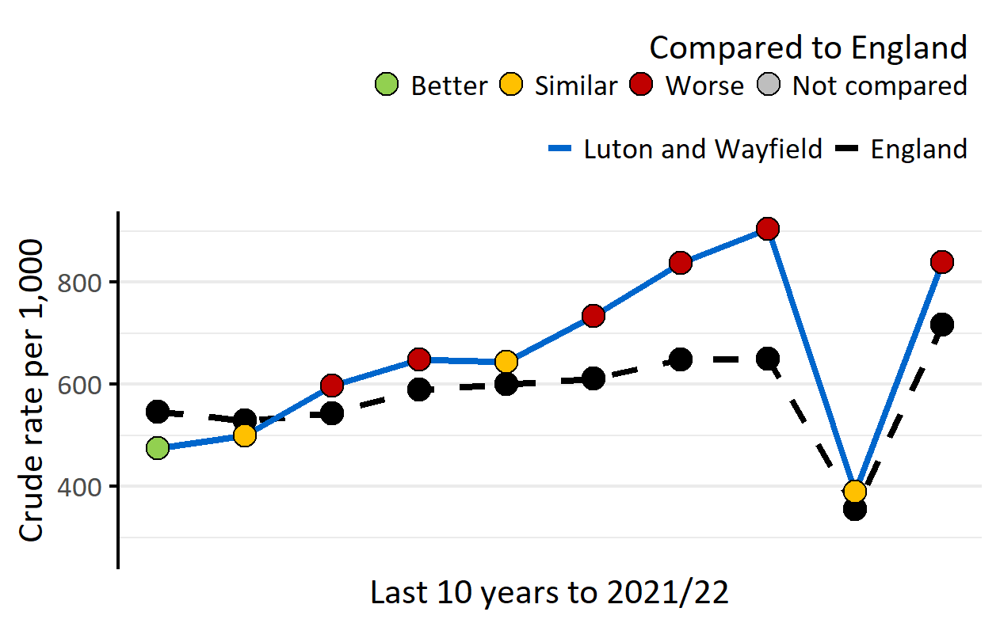 Compared to England
Better Similar Worse Not compared
Luton and Wayfield England
Crude rate per 1,000
800
600
400
Last 10 years to 2021/22